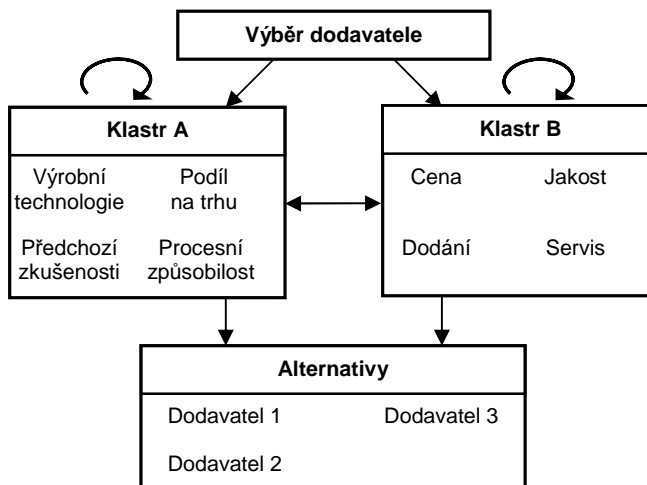 Výběr dodavatele
Klastr A
Výrobní
technologie
Podíl
na trhu
Předchozí
zkušenosti
Procesní
způsobilost
Klastr B
Cena
Jakost
Dodání
Servis
Alternativy
Dodavatel 1
Dodavatel 3
Dodavatel 2